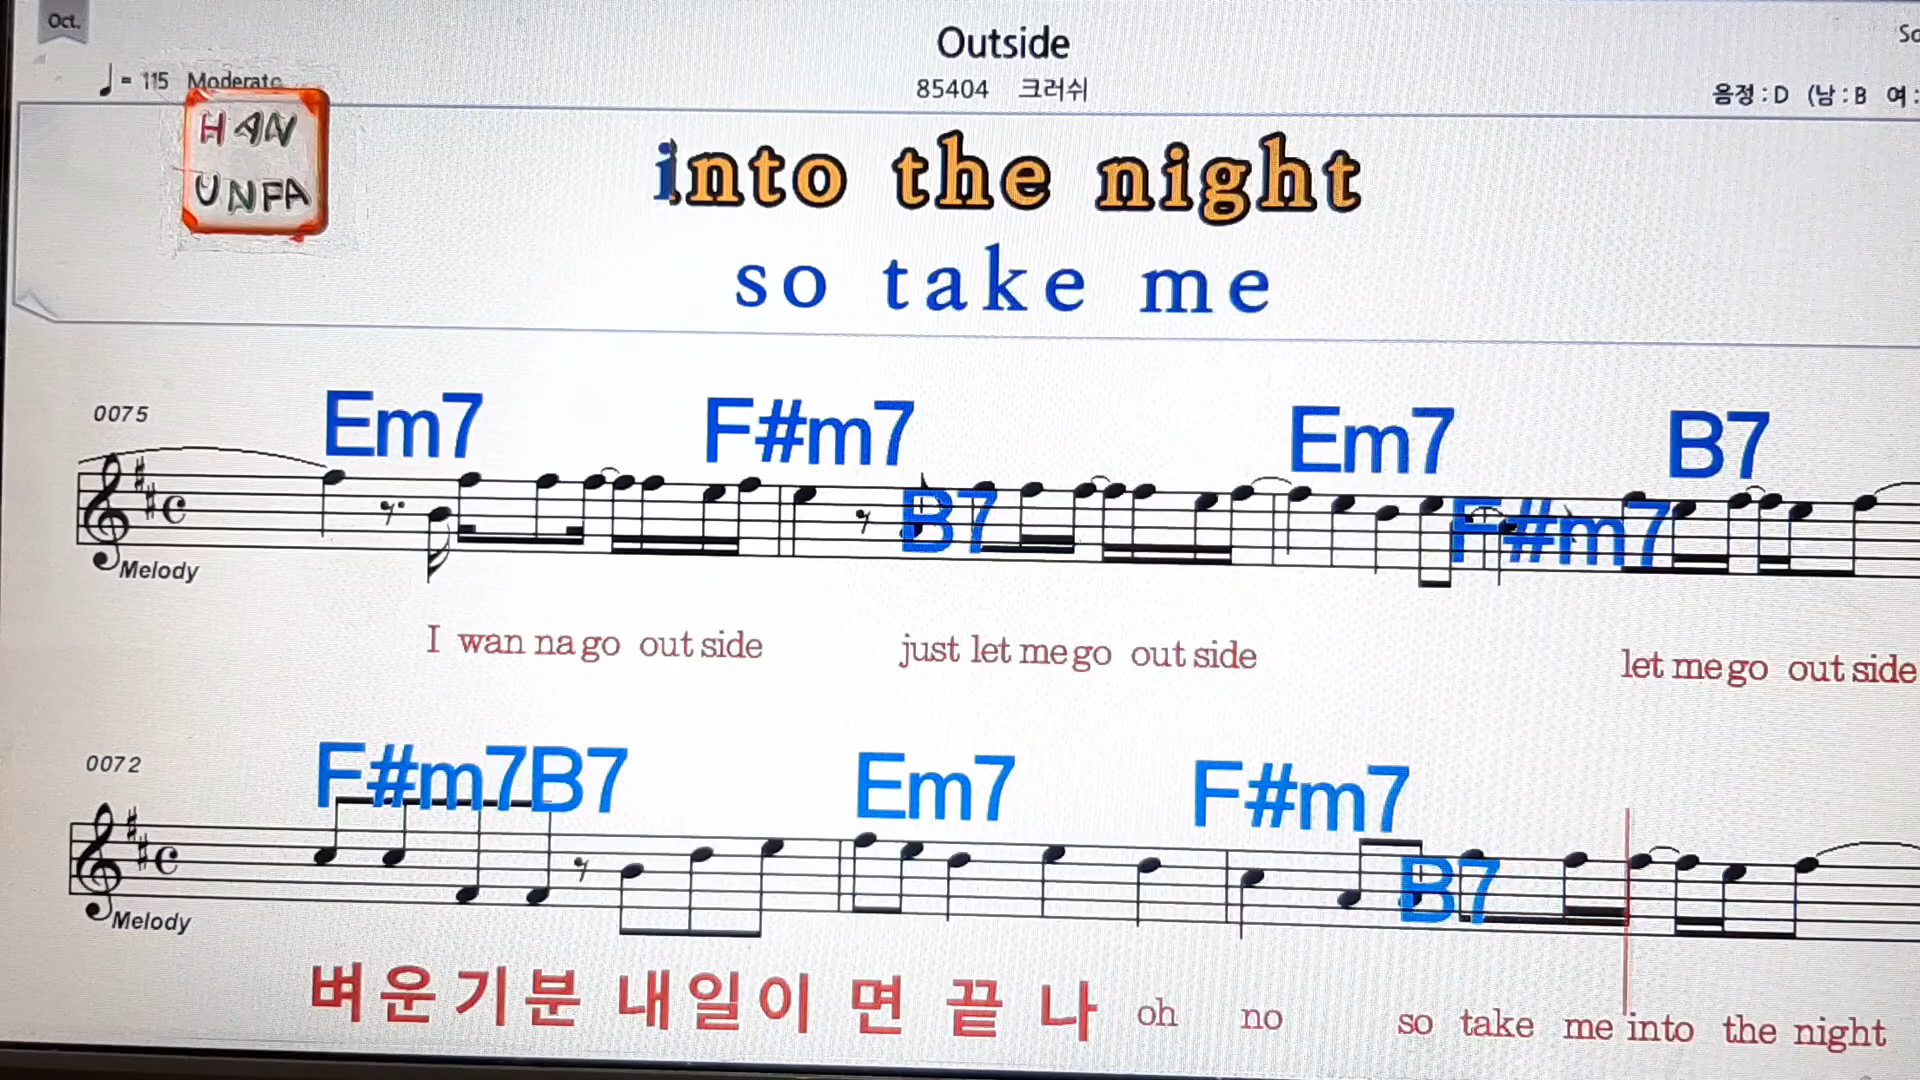 Oct.
Outside
♩= 115 Moderato
85404 크러쉬
음정 : D (남 : B 여 :
HAN
UNFA
into the night
so take me
0075
Em7 F#m7 B7 Em7 F#m7 B7
Melody
I wan na go out side just let me go out side let me go out side
0072
F#m7 B7 Em7 F#m7 B7
Melody
벼운기분 내일이 면 끝 나 oh no so take me into the night